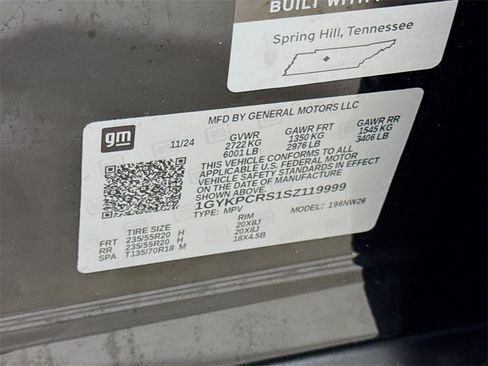 BUILT WITH
Spring Hill, Tennessee
gm
MFD BY GENERAL MOTORS LLC
11/24 GVWR GAWR FRT GAWR RR
2722 KG 1350 KG 1545 KG
6001 LB 2976 LB 3406 LB
THIS VEHICLE CONFORMS TO ALL
APPLICABLE U.S. FEDERAL MOTOR
VEHICLE SAFETY STANDARDS IN EFFECT
ON THE DATE OF MANUFACTURE SHOWN ABOVE.
1GYKPCRS1SZ119999
TYPE: MPV MODEL: 196NW26
TIRE SIZE RIM
FRT 235/55R20 H 20X8J
RR 235/55R20 H 20X8J
SPA T135/70R18 M 18X4.5B